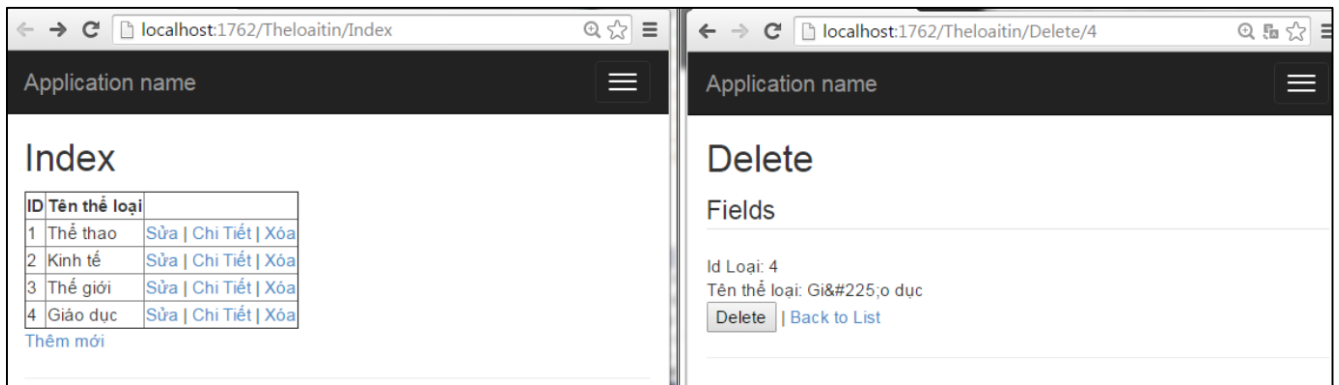 localhost:1762/Theloaitin/Index
Application name
Index
ID Tên thể loại
1 Thể thao Sửa | Chi Tiết | Xóa
2 Kinh tế Sửa | Chi Tiết | Xóa
3 Thế giới Sửa | Chi Tiết | Xóa
4 Giáo dục Sửa | Chi Tiết | Xóa
Thêm mới
localhost:1762/Theloaitin/Delete/4
Application name
Delete
Fields
Id Loại: 4
Tên thể loại: Gi&#225;o dục
Delete | Back to List